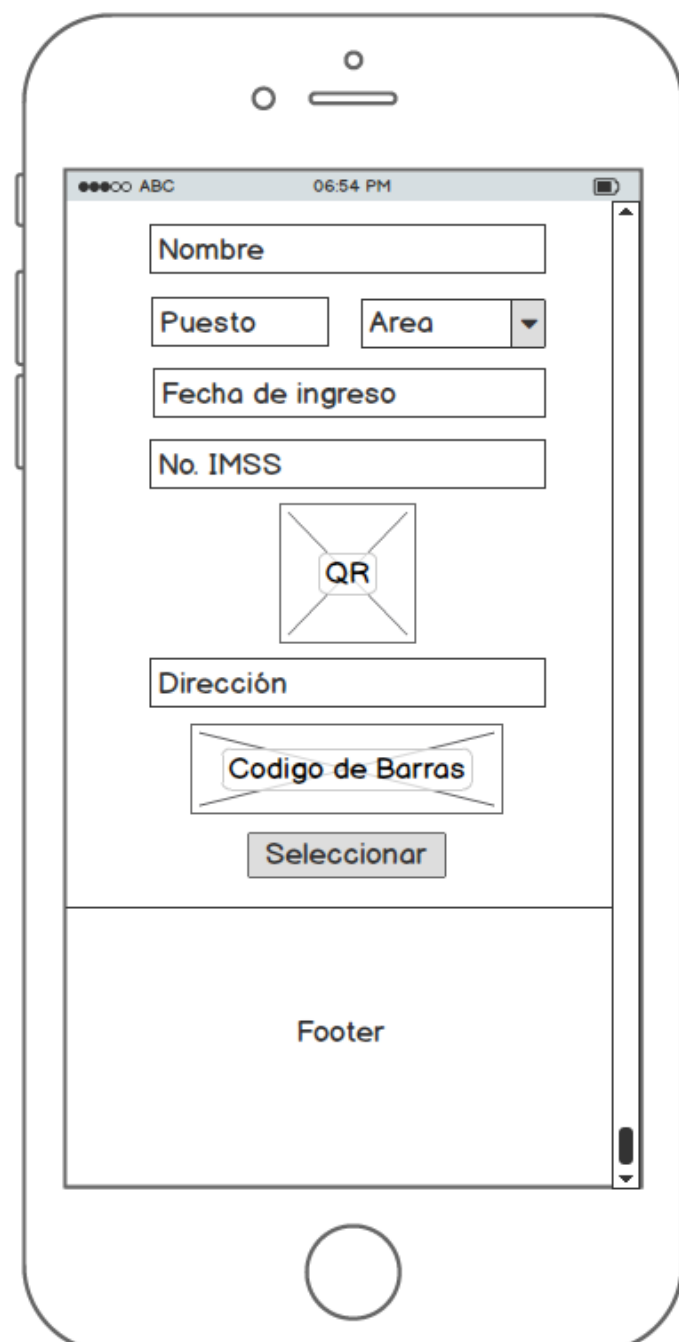 ABC 06:54 PM
Nombre
Puesto Area
Fecha de ingreso
No. IMSS
QR
Dirección
Codigo de Barras
Seleccionar
Footer